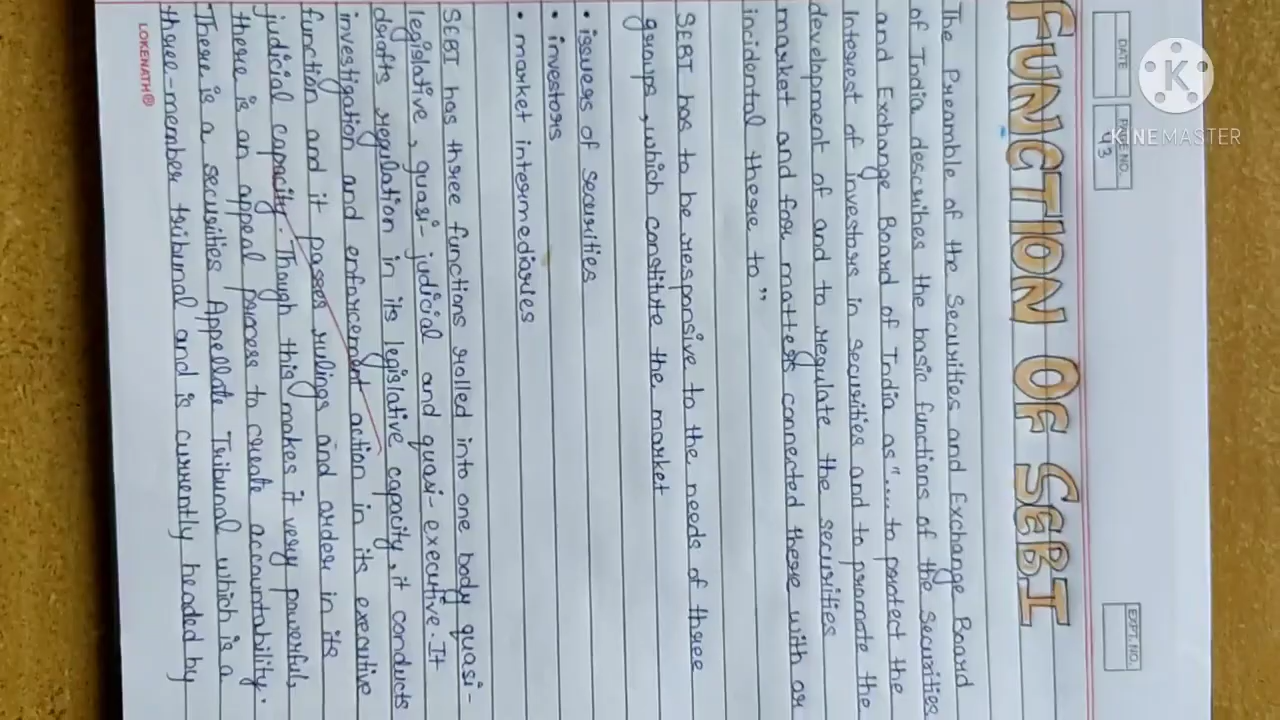 DATE
PAGE NO.
43
EXPT. NO.
KINEMASTER
FUNCTION OF SEBI
The Preamble of the Securities and Exchange Board
of India describes the basic functions of the Securities
and Exchange Board of India as"..... to protect the
Interest of investors in securities and to promote the
development of and to regulate the securities
market and for matters connected there with or
incidental there to"
SEBI has to be responsive to the needs of three
groups, which constitute the market
• issuers of securities
• investors
• market intermediaries
SEBI has three functions rolled into one body quasi-
legislative, quasi-judicial and quasi-executive. It
drafts regulation in its legislative capacity, it conducts
investigation and enforcement action in its executive
function and it passes rulings and order in its
judicial capacity. Though this makes it very powerful,
there is an appeal process to create accountability.
There is a securities Appellate Tribunal which is a
three-member tribunal and is currently headed by
LOKENATH®